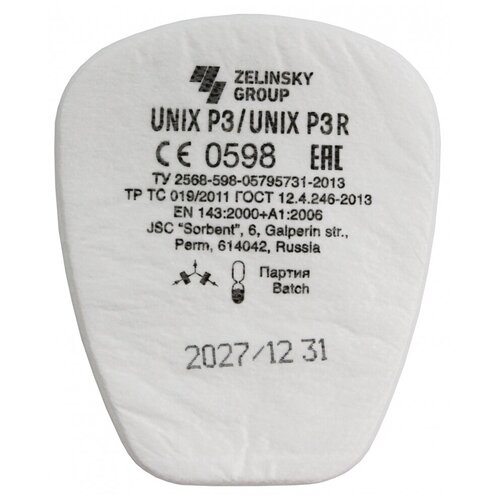 ZELINSKY
GROUP
UNIX P3/UNIX P3 R
CE 0598 EAC
ТУ 2568-598-05795731-2013
ТР ТС 019/2011 ГОСТ 12.4.246-2013
EN 143:2000+A1:2006
JSC "Sorbent", 6, Galperin str.,
Perm, 614042, Russia
Партия
Batch
2027/12 31